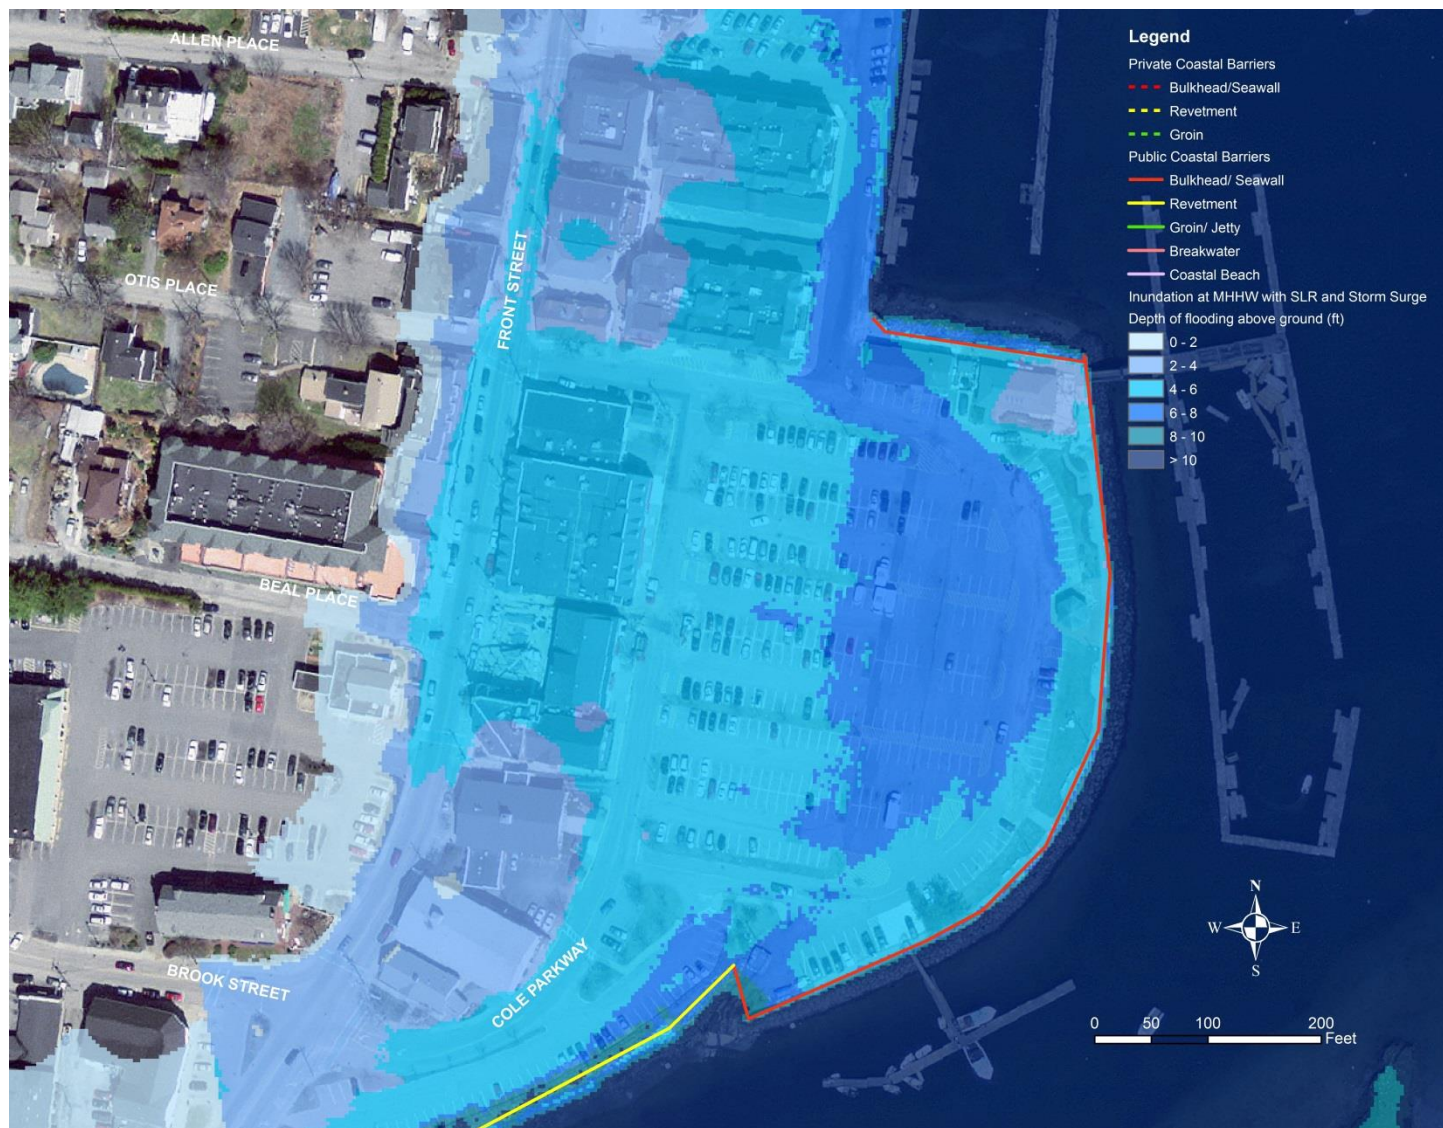 ALLEN PLACE
OTIS PLACE
FRONT STREET
BEAL PLACE
BROOK STREET
COLE PARKWAY
Legend
Private Coastal Barriers
Bulkhead/Seawall
Revetment
Groin
Public Coastal Barriers
Bulkhead/ Seawall
Revetment
Groin/ Jetty
Breakwater
Coastal Beach
Inundation at MHHW with SLR and Storm Surge
Depth of flooding above ground (ft)
0 - 2
2 - 4
4 - 6
6 - 8
8 - 10
> 10
N
W E
S
0 50 100 200
Feet